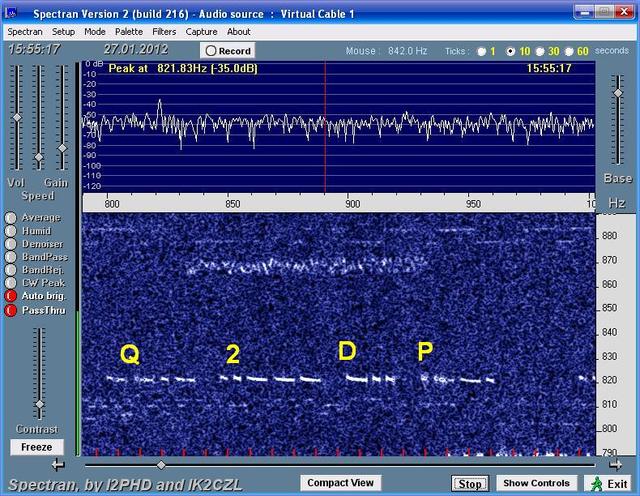 Spectran Version 2 (build 216) - Audio source : Virtual Cable 1
Spectran Setup Mode Palette Filters Capture About
15:55:17 27.01.2012 Record Mouse : 842.0 Hz Ticks : 1 10 30 60 seconds
0 dB Peak at 821.83Hz [-35.0dB] 15:55:17
-10
-20
-30
-40
-50
-60
-70
-80
-90
-100
-110
-120
Vol Gain
Speed
Base
800 850 900 950 Hz
Average
Humid
Denoiser
BandPass
BandRej.
CW Peak
Auto brig.
PassThru
880
870
860
850
840
830
820
810
800
790
Q 2 D P
Contrast
Freeze
Spectran, by I2PHD and IK2CZL Compact View Stop Show Controls Exit